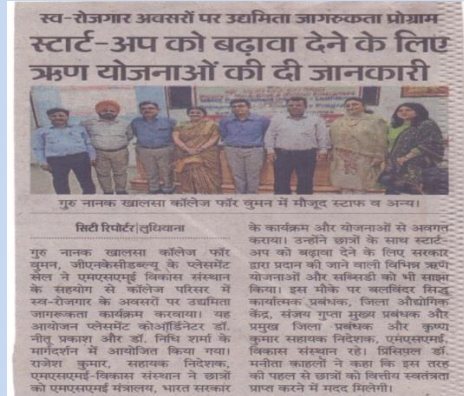 स्व-रोजगार अवसरों पर उद्यमिता जागरुकता प्रोग्राम
स्टार्ट-अप को बढ़ावा देने के लिए
ऋण योजनाओं की दी जानकारी
गुरु नानक खालसा कॉलेज फॉर वुमन में मौजूद स्टाफ व अन्य।
सिटी रिपोर्टर|लुधियाना
गुरु नानक खालसा कॉलेज फॉर
वुमन, जीएनकेसीडब्ल्यू के प्लेसमेंट
सेल ने एमएसएमई विकास संस्थान
के सहयोग से कॉलेज परिसर में
स्व-रोजगार के अवसरों पर उद्यमिता
जागरूकता कार्यक्रम करवाया। यह
आयोजन प्लेसमेंट कोऑर्डिनेटर डॉ.
नीतू प्रकाश और डॉ. निधि शर्मा के
मार्गदर्शन में आयोजित किया गया।
राजेश कुमार, सहायक निदेशक,
एमएसएमई-विकास संस्थान ने छात्रों
को एमएसएमई मंत्रालय, भारत सरकार
के कार्यक्रम और योजनाओं से अवगत
कराया। उन्होंने छात्रों के साथ स्टार्ट-
अप को बढ़ावा देने के लिए सरकार
द्वारा प्रदान की जाने वाली विभिन्न ऋण
योजनाओं और सब्सिडी को भी साझा
किया। इस मौके पर बलविंदर सिद्धू
कार्यात्मक प्रबंधक, जिला औद्योगिक
केंद्र, संजय गुप्ता मुख्य प्रबंधक और
प्रमुख जिला प्रबंधक और कृष्ण
कुमार सहायक निदेशक, एमएसएमई
विकास संस्थान रहे। प्रिंसिपल डॉ.
मनीता काहलों ने कहा कि इस तरह
की पहल से छात्रों को वित्तीय स्वतंत्रता
प्राप्त करने में मदद मिलेगी।